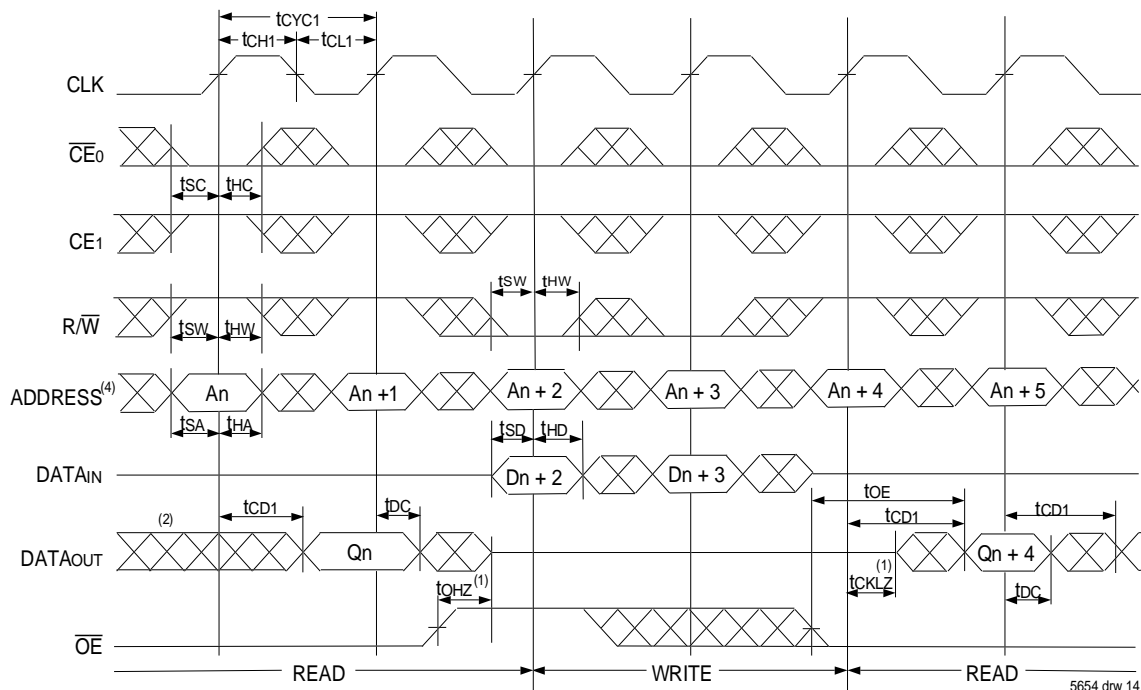 tCYC1
tCH1 tCL1
CLK
CE0
tSC tHC
CE1
tSW tHW
R/W
tSW tHW
ADDRESS(4) An An +1 An + 2 An + 3 An + 4 An + 5
tSA tHA tSD tHD
DATAIN Dn + 2 Dn + 3
tOE
(2) tCD1 tDC tCD1 tCD1
DATAOUT Qn Qn + 4
(1)
tOHZ(1) tCKLZ tDC
OE
READ WRITE READ
5654 drw 14